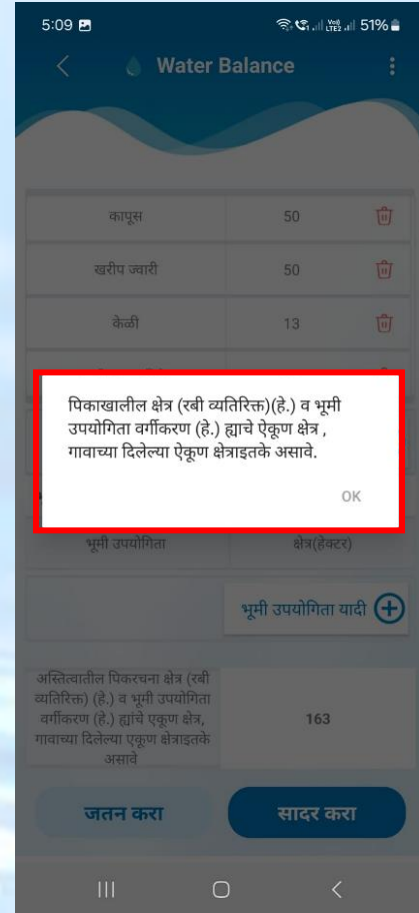 5:09 51%
Water Balance
कापूस 50
खरीप ज्वारी 50
केळी 13
पिकाखालील क्षेत्र (रबी व्यतिरिक्त)(हे.) व भूमी
उपयोगिता वर्गीकरण (हे.) ह्याचे ऐकूण क्षेत्र ,
गावाच्या दिलेल्या ऐकूण क्षेत्राइतके असावे.
OK
भूमी उपयोगिता क्षेत्र(हेक्टर)
भूमी उपयोगिता यादी
अस्तित्वातील पिकरचना क्षेत्र (रबी
व्यतिरिक्त) (हे.) व भूमी उपयोगिता
वर्गीकरण (हे.) ह्यांचे एकूण क्षेत्र,
गावाच्या दिलेल्या एकूण क्षेत्राइतके
असावे
163
जतन करा सादर करा